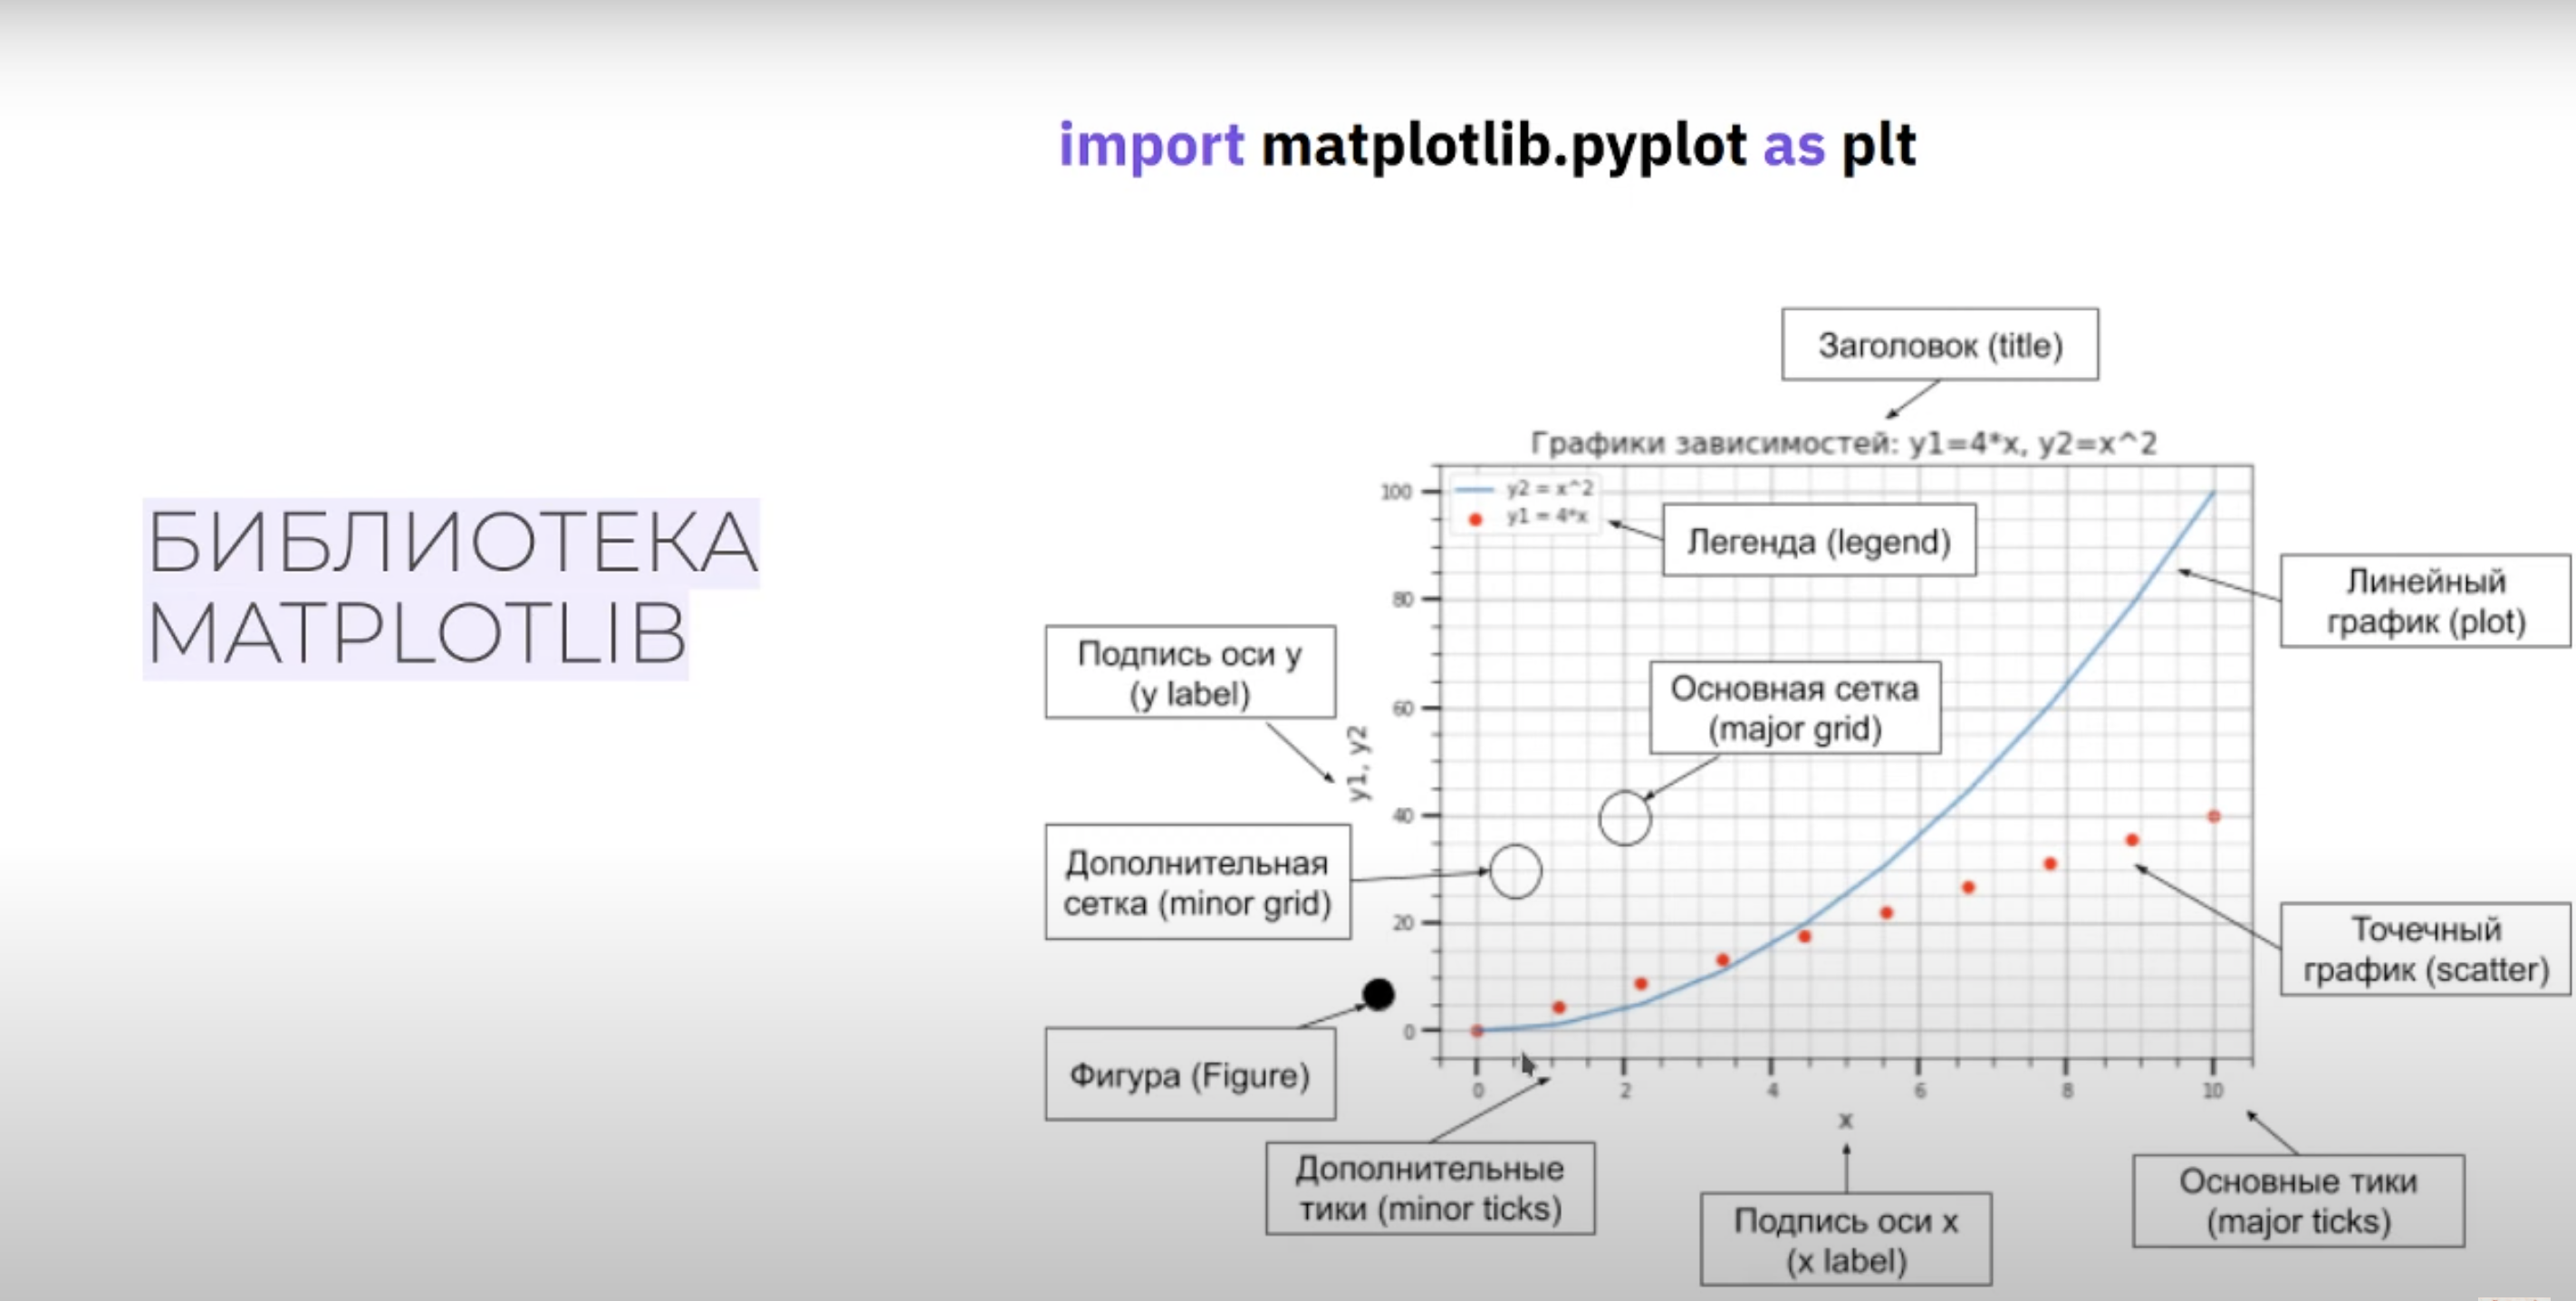 import matplotlib.pyplot as plt
БИБЛИОТЕКА
MATPLOTLIB
Заголовок (title)
Графики зависимостей: y1=4*x, y2=x^2
y2 = x^2
y1 = 4*x
Легенда (legend)
Линейный
график (plot)
Подпись оси y
(y label)
Основная сетка
(major grid)
y1, y2
Дополнительная
сетка (minor grid)
Точечный
график (scatter)
Фигура (Figure)
100
80
60
40
20
0
0 2 4 6 8 10
x
Дополнительные
тики (minor ticks)
Подпись оси x
(x label)
Основные тики
(major ticks)